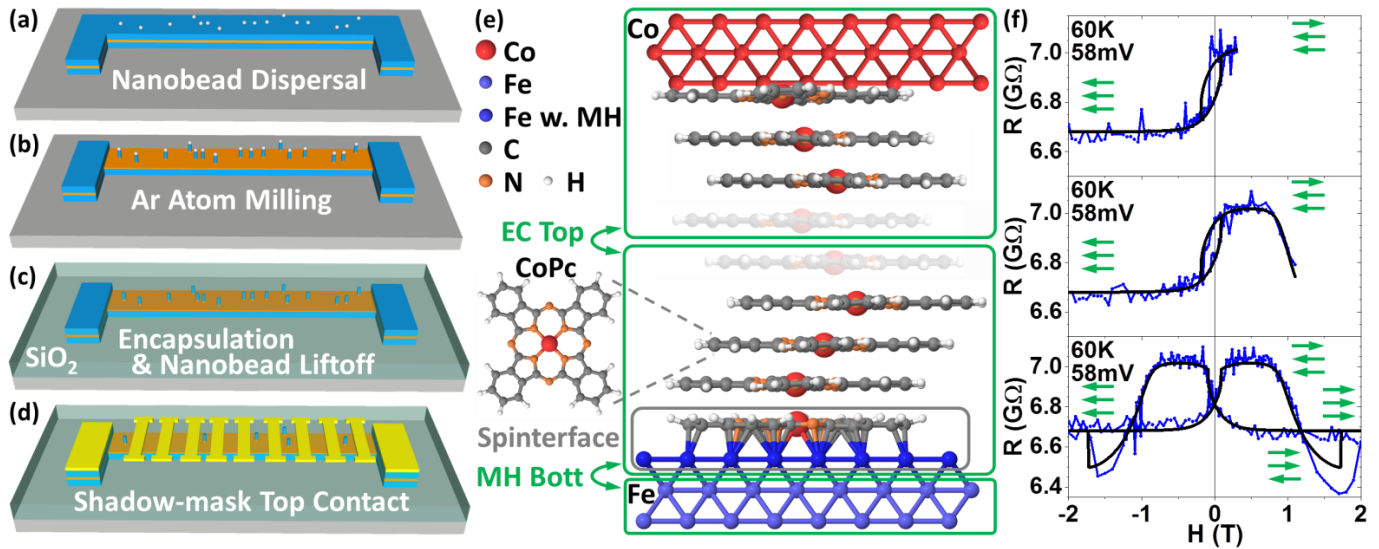 (a)
Nanobead Dispersal
(b)
Ar Atom Milling
(c)
SiO2
Encapsulation
& Nanobead Liftoff
(d)
Shadow-mask Top Contact
(e)
Co
Fe
Fe w. MH
C
N H
Co
EC Top
CoPc
Spinterface
MH Bott
Fe
(f)
60K
58mV
7.0
6.8
6.6
R (GΩ)
60K
58mV
7.0
6.8
6.6
R (GΩ)
60K
58mV
7.0
6.8
6.6
6.4
R (GΩ)
-2 -1 0 1 2
H (T)